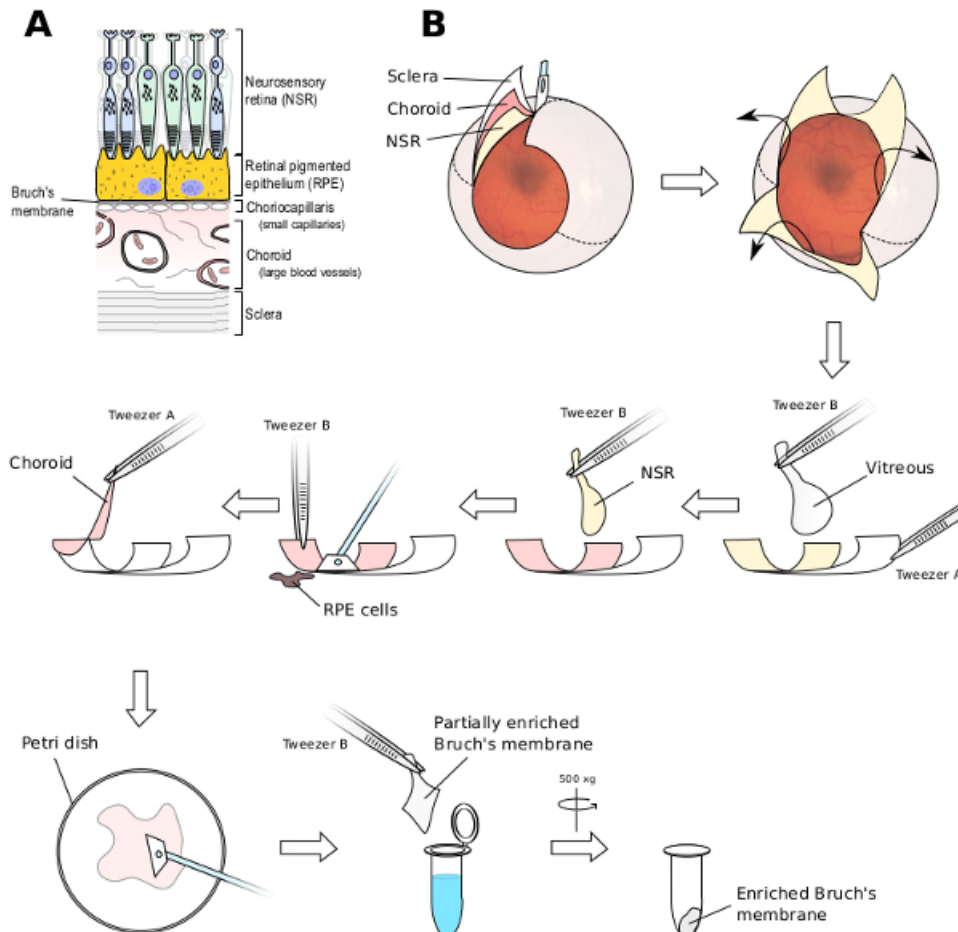 A
Neurosensory
retina (NSR)
Retinal pigmented
epithelium (RPE)
Bruch's
membrane
Choriocapillaris
(small capillaries)
Choroid
(large blood vessels)
Sclera
B
Sclera
Choroid
NSR
Tweezer A
Choroid
Tweezer B
RPE cells
Tweezer B
NSR
Tweezer B
Vitreous
Tweezer A
Petri dish
Tweezer B
Partially enriched
Bruch's membrane
500 xg
Enriched Bruch's
membrane